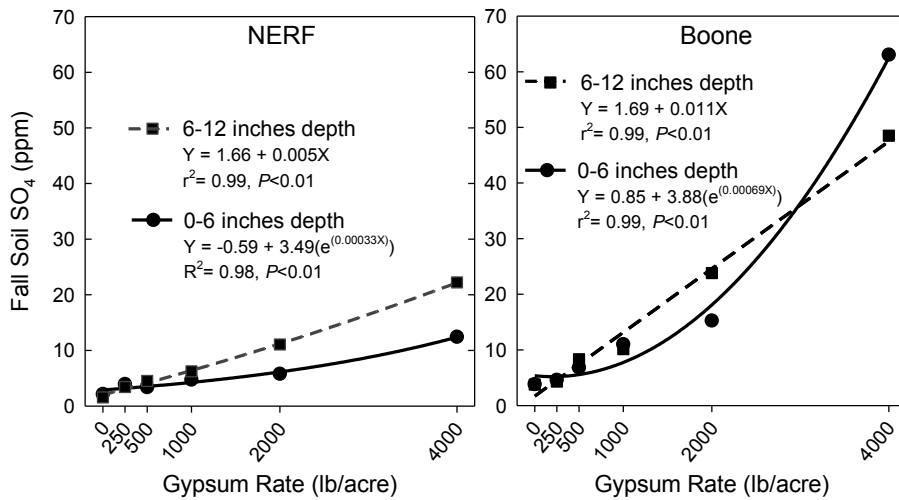 Fall Soil SO4 (ppm)
70
60
50
40
30
20
10
0
NERF
6-12 inches depth
Y = 1.66 + 0.005X
r2= 0.99, P<0.01
0-6 inches depth
Y = -0.59 + 3.49(e(0.00033X))
R2= 0.98, P<0.01
0
250
500
1000
2000
4000
Gypsum Rate (lb/acre)
70
60
50
40
30
20
10
0
Boone
6-12 inches depth
Y = 1.69 + 0.011X
r2= 0.99, P<0.01
0-6 inches depth
Y = 0.85 + 3.88(e(0.00069X))
r2= 0.99, P<0.01
0
250
500
1000
2000
4000
Gypsum Rate (lb/acre)